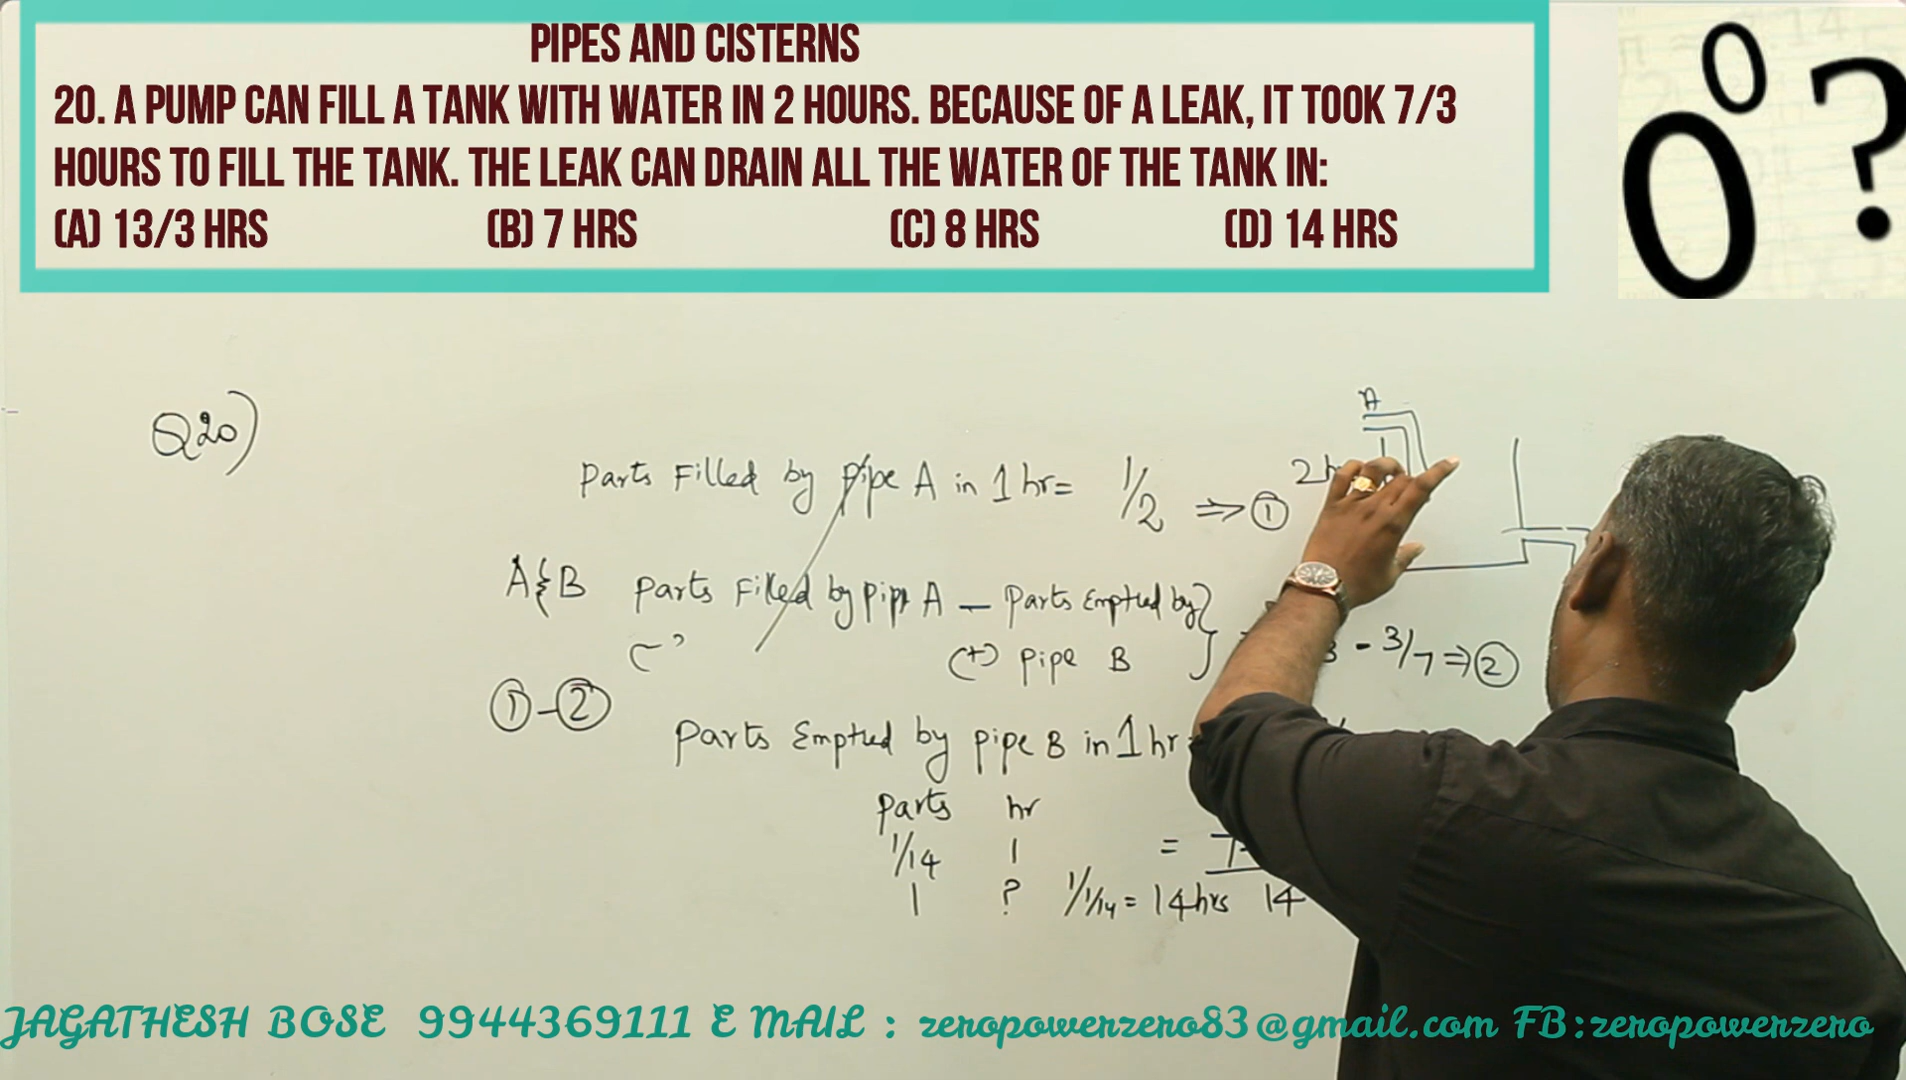 PIPES AND CISTERNS
20. A PUMP CAN FILL A TANK WITH WATER IN 2 HOURS. BECAUSE OF A LEAK, IT TOOK 7/3
HOURS TO FILL THE TANK. THE LEAK CAN DRAIN ALL THE WATER OF THE TANK IN:
(A) 13/3 HRS (B) 7 HRS (C) 8 HRS (D) 14 HRS
0⁰ ?
Q20)
A
Parts Filled by pipe A in 1 hr = 1/2 ⇒ ①
2h
A & B Parts Filled by pipe A — Parts Emptied by
(-) (+) pipe B - 3/7 ⇒ ②
① - ②
Parts Emptied by pipe B in 1 hr
Parts hr
1/14 1 =
1 ? 1/1/14 = 14 hrs 14
JAGATHESH BOSE 9944369111 E MAIL : zeropowerzero83@gmail.com FB:zeropowerzero